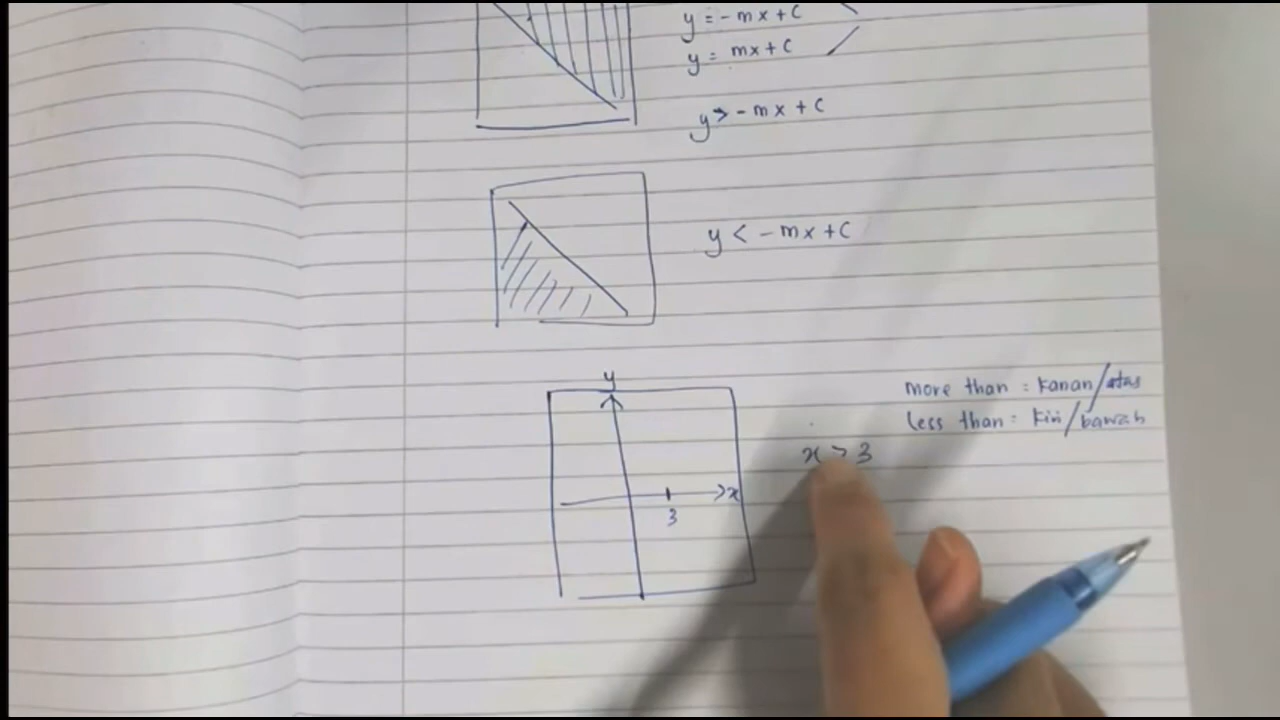 y = - mx + c
y = mx + c
y > - mx + c
y < - mx + c
y
more than : kanan/atas
less than : kiri/bawah
x > 3
x
3